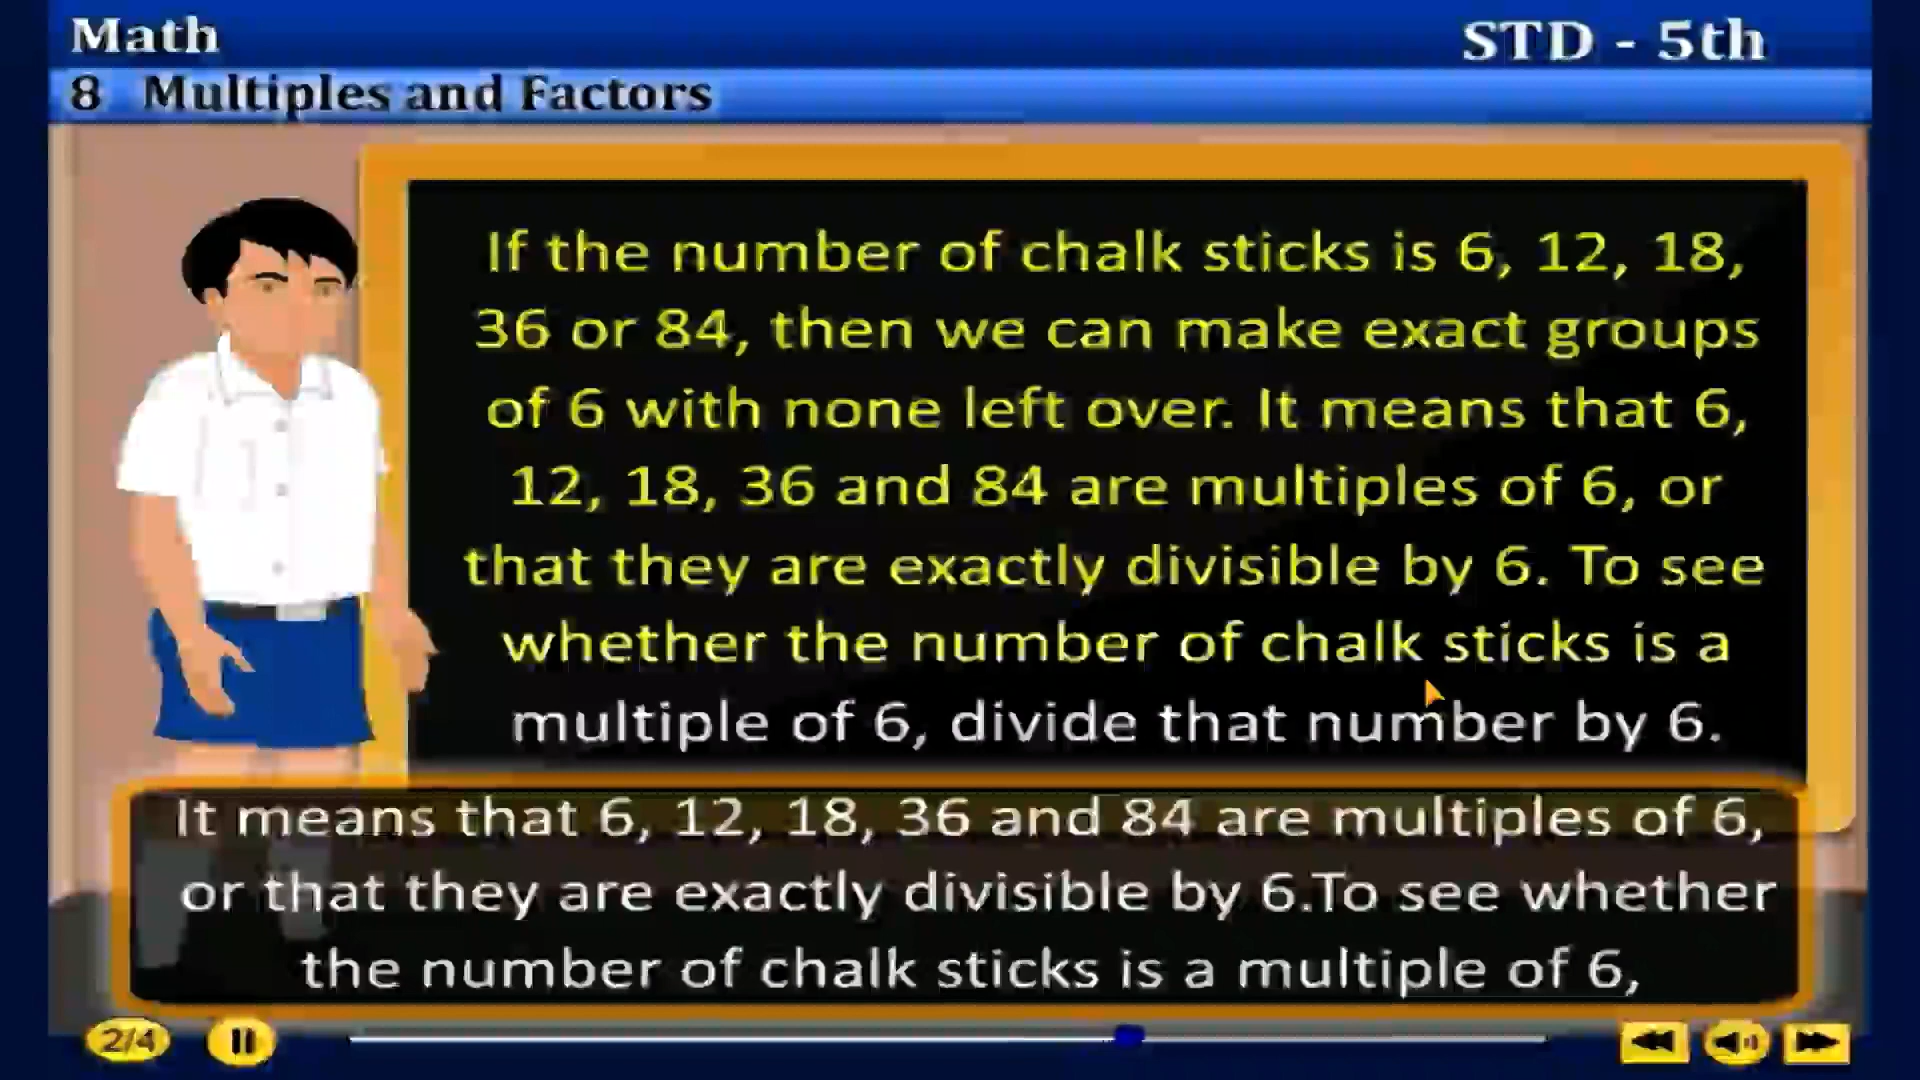 Math
STD - 5th
8 Multiples and Factors
If the number of chalk sticks is 6, 12, 18,
36 or 84, then we can make exact groups
of 6 with none left over. It means that 6,
12, 18, 36 and 84 are multiples of 6, or
that they are exactly divisible by 6. To see
whether the number of chalk sticks is a
multiple of 6, divide that number by 6.
It means that 6, 12, 18, 36 and 84 are multiples of 6,
or that they are exactly divisible by 6.To see whether
the number of chalk sticks is a multiple of 6,
2/4